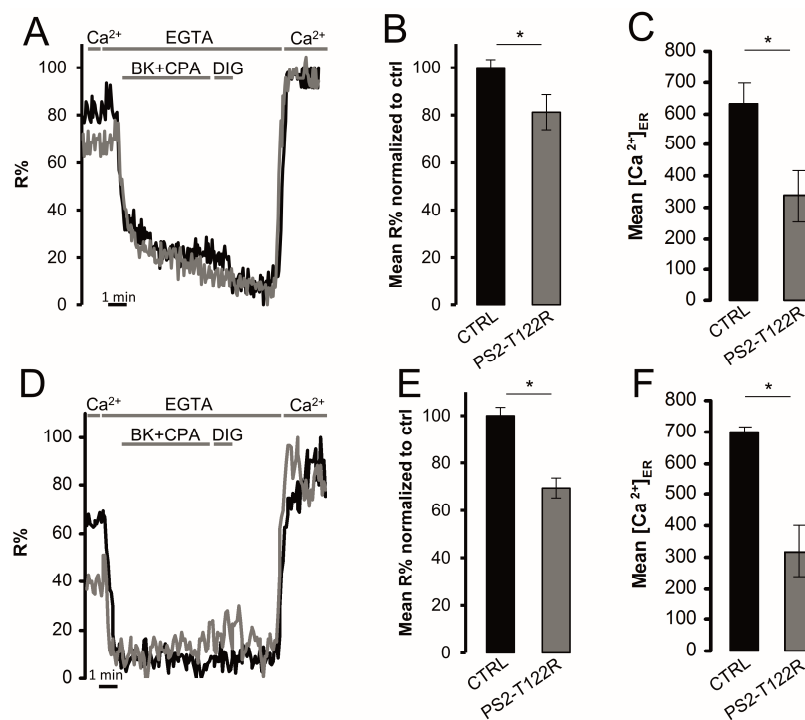 A
Ca²⁺ EGTA Ca²⁺
BK+CPA DIG
R%
100
80
60
40
20
0
1 min
B
*
Mean R% normalized to ctrl
100
80
60
40
20
0
CTRL
PS2-T122R
C
*
Mean [Ca ²⁺]ER
800
700
600
500
400
300
200
100
0
CTRL
PS2-T122R
D
Ca²⁺ EGTA Ca²⁺
BK+CPA DIG
R%
100
80
60
40
20
0
1 min
E
*
Mean R% normalized to ctrl
100
80
60
40
20
0
CTRL
PS2-T122R
F
*
Mean [Ca ²⁺]ER
800
700
600
500
400
300
200
100
0
CTRL
PS2-T122R